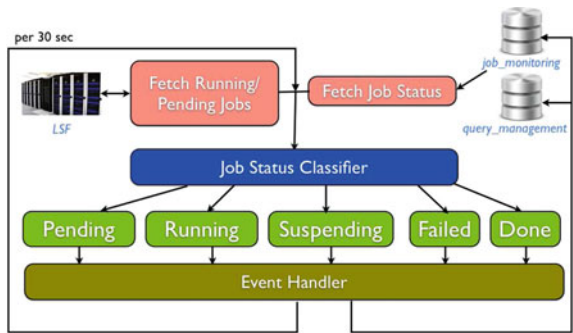 per 30 sec
job_monitoring
Fetch Running/
Pending Jobs
Fetch Job Status
LSF
query_management
Job Status Classifier
Pending
Running
Suspending
Failed
Done
Event Handler